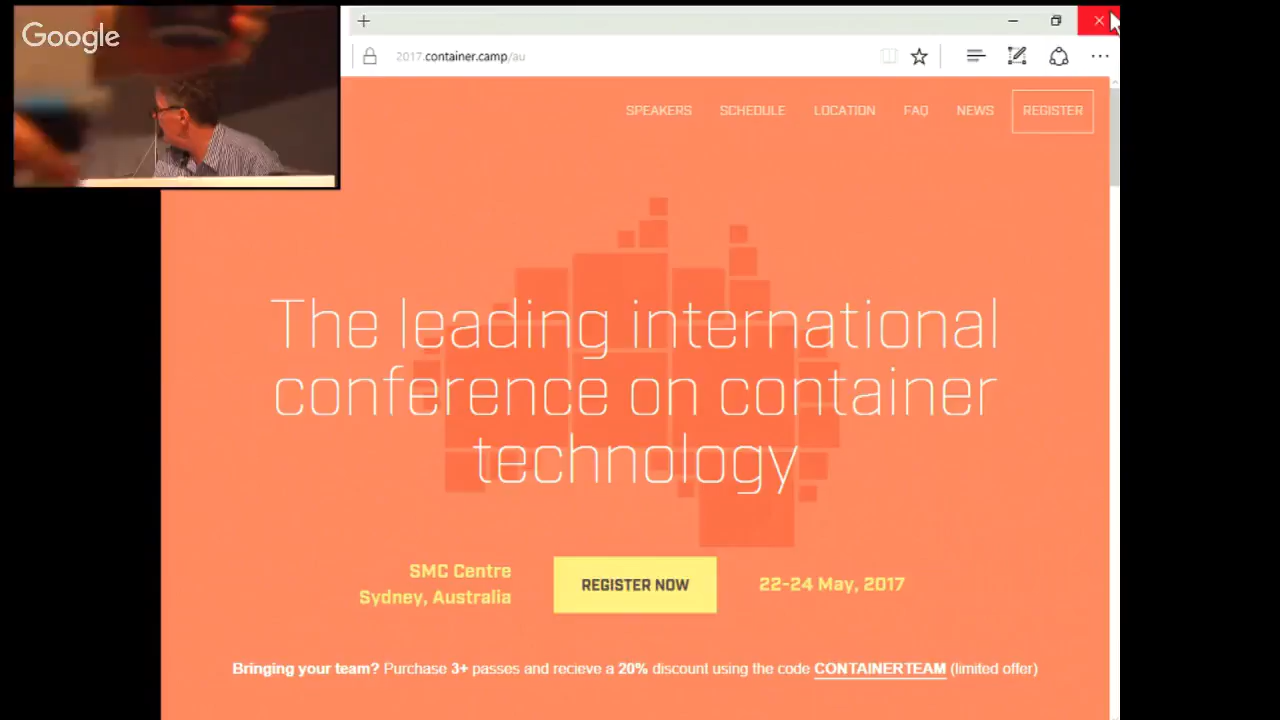 Google
2017.container.camp/au
SPEAKERS SCHEDULE LOCATION FAQ NEWS REGISTER
The leading international
conference on container
technology
SMC Centre
Sydney, Australia
REGISTER NOW
22-24 May, 2017
Bringing your team? Purchase 3+ passes and recieve a 20% discount using the code CONTAINERTEAM (limited offer)